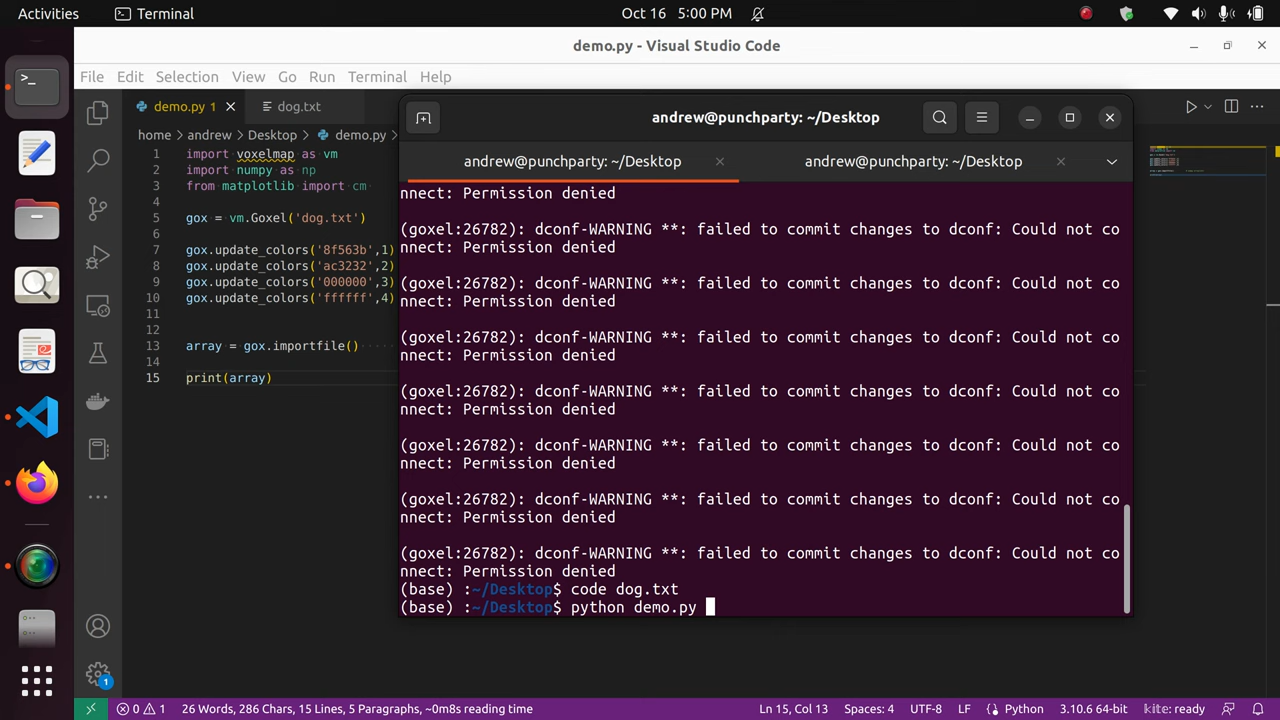 Activities Terminal Oct 16 5:00 PM
demo.py - Visual Studio Code
File Edit Selection View Go Run Terminal Help
demo.py 1 dog.txt
home andrew Desktop demo.py
1 import voxelmap as vm
2 import numpy as np
3 from matplotlib import cm
4
5 gox = vm.Goxel('dog.txt')
6
7 gox.update_colors('8f563b',1)
8 gox.update_colors('ac3232',2)
9 gox.update_colors('000000',3)
10 gox.update_colors('ffffff',4)
11
12
13 array = gox.importfile()
14
15 print(array)
andrew@punchparty: ~/Desktop
andrew@punchparty: ~/Desktop andrew@punchparty: ~/Desktop
nnect: Permission denied
(goxel:26782): dconf-WARNING **: failed to commit changes to dconf: Could not co
nnect: Permission denied
(goxel:26782): dconf-WARNING **: failed to commit changes to dconf: Could not co
nnect: Permission denied
(goxel:26782): dconf-WARNING **: failed to commit changes to dconf: Could not co
nnect: Permission denied
(goxel:26782): dconf-WARNING **: failed to commit changes to dconf: Could not co
nnect: Permission denied
(goxel:26782): dconf-WARNING **: failed to commit changes to dconf: Could not co
nnect: Permission denied
(goxel:26782): dconf-WARNING **: failed to commit changes to dconf: Could not co
nnect: Permission denied
(goxel:26782): dconf-WARNING **: failed to commit changes to dconf: Could not co
nnect: Permission denied
(base) :~/Desktop$ code dog.txt
(base) :~/Desktop$ python demo.py
1
0 1 26 Words, 286 Chars, 15 Lines, 5 Paragraphs, ~0m8s reading time Ln 15, Col 13 Spaces: 4 UTF-8 LF Python 3.10.6 64-bit kite: ready